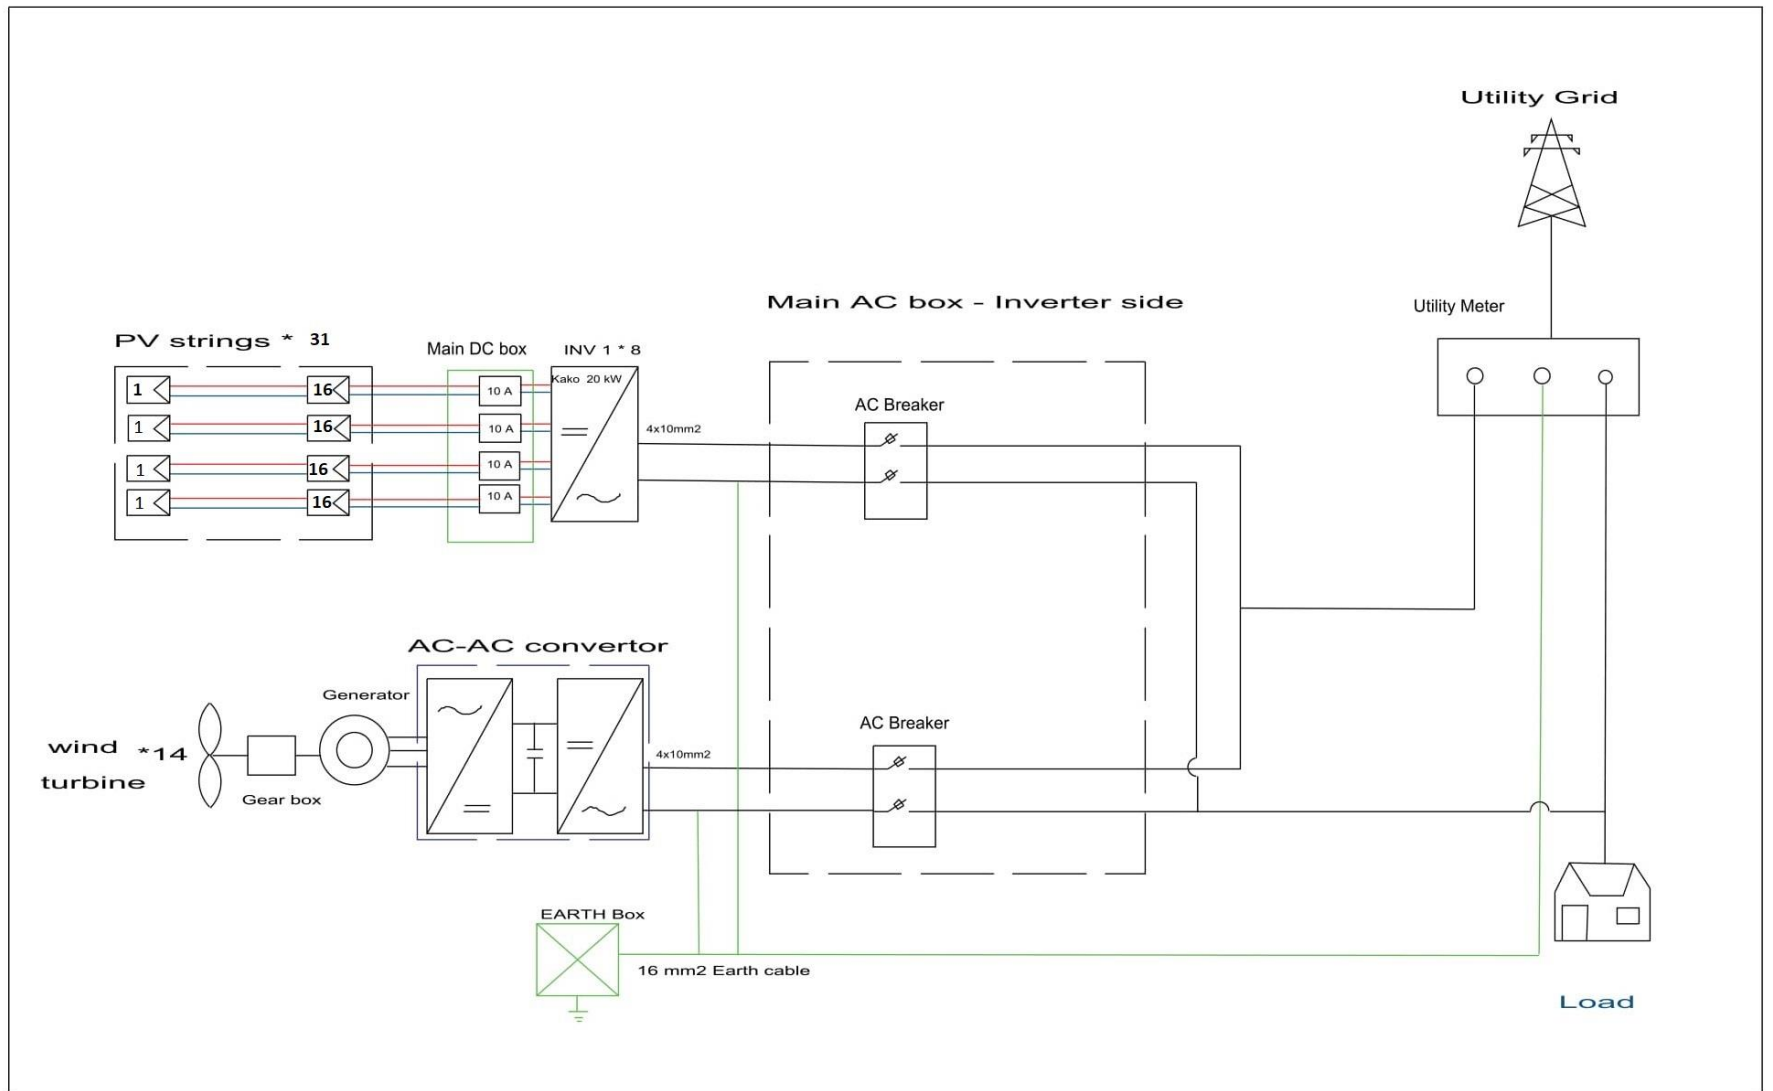 Utility Grid
Main AC box - Inverter side
Utility Meter
PV strings * 31
Main DC box
INV 1 * 8
Kako 20 kW
1
16
10 A
1
16
10 A
1
16
10 A
1
16
10 A
4x10mm2
AC Breaker
AC-AC convertor
Generator
AC Breaker
wind *14
turbine
4x10mm2
Gear box
EARTH Box
16 mm2 Earth cable
Load